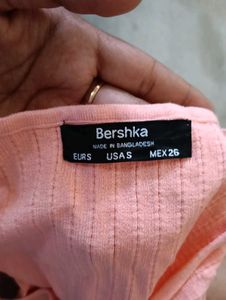 Bershka
MADE IN BANGLADESH
EUR S USA S MEX 26